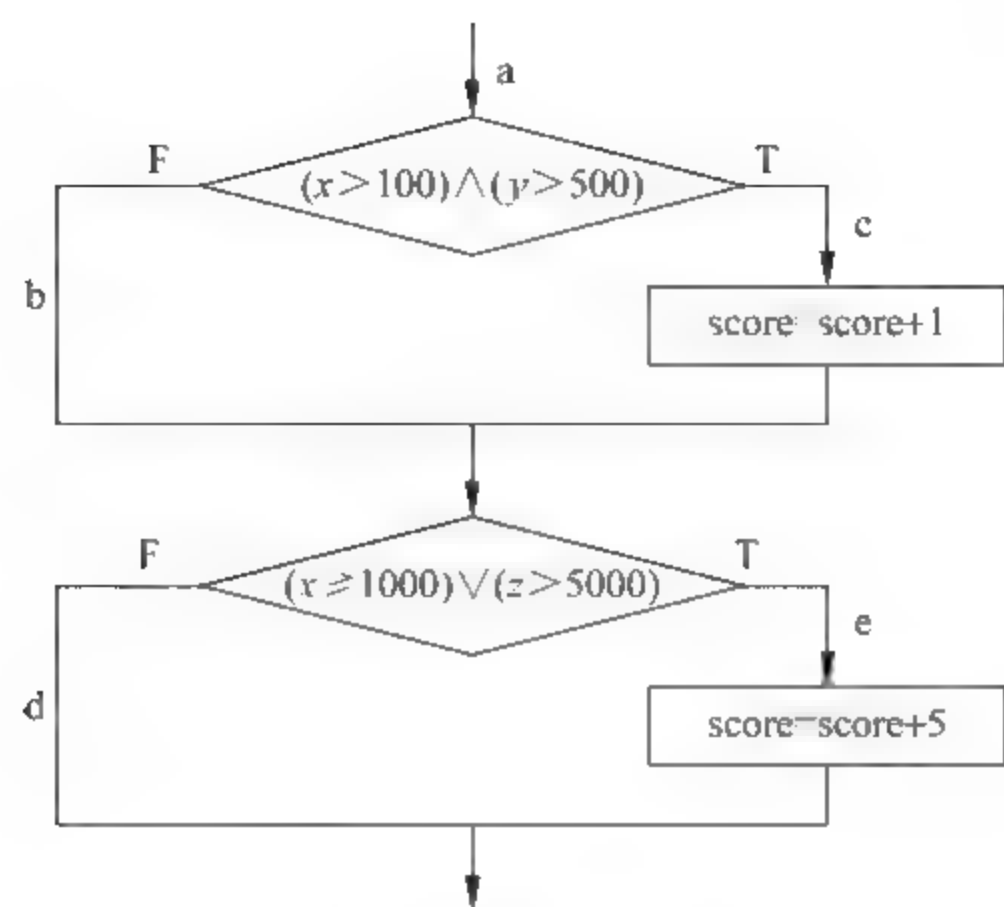 a
F
T
(x>100)∧(y>500)
c
b
score=score+1
F
T
(x≥1000)∨(z>5000)
e
d
score=score+5